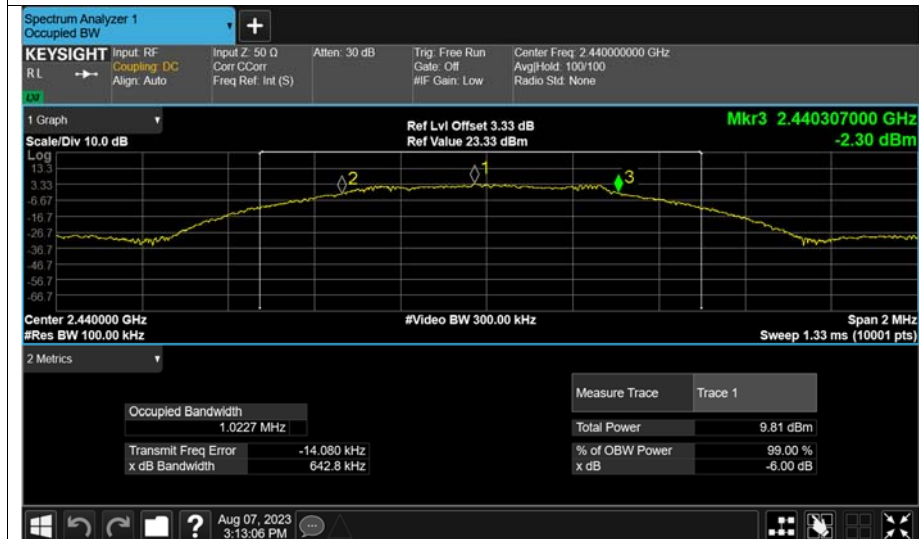 Spectrum Analyzer 1
Occupied BW
+
KEYSIGHT Input: RF Input Z: 50 Ω Atten: 30 dB Trig: Free Run Center Freq: 2.440000000 GHz
RL Coupling: DC Corr CCorr Gate: Off Avg|Hold: 100/100
Align: Auto Freq Ref: Int (S) #IF Gain: Low Radio Std: None
1 Graph Ref Lvl Offset 3.33 dB Mkr3 2.440307000 GHz
Scale/Div 10.0 dB Ref Value 23.33 dBm -2.30 dBm
Log
13.3
3.33
-6.67
-16.7
-26.7
-36.7
-46.7
-56.7
-66.7
2 1 3
Center 2.440000 GHz #Video BW 300.00 kHz Span 2 MHz
#Res BW 100.00 kHz Sweep 1.33 ms (10001 pts)
2 Metrics
Measure Trace Trace 1
Occupied Bandwidth
1.0227 MHz
Total Power 9.81 dBm
Transmit Freq Error -14.080 kHz % of OBW Power 99.00 %
x dB Bandwidth 642.8 kHz x dB -6.00 dB
? Aug 07, 2023
3:13:06 PM